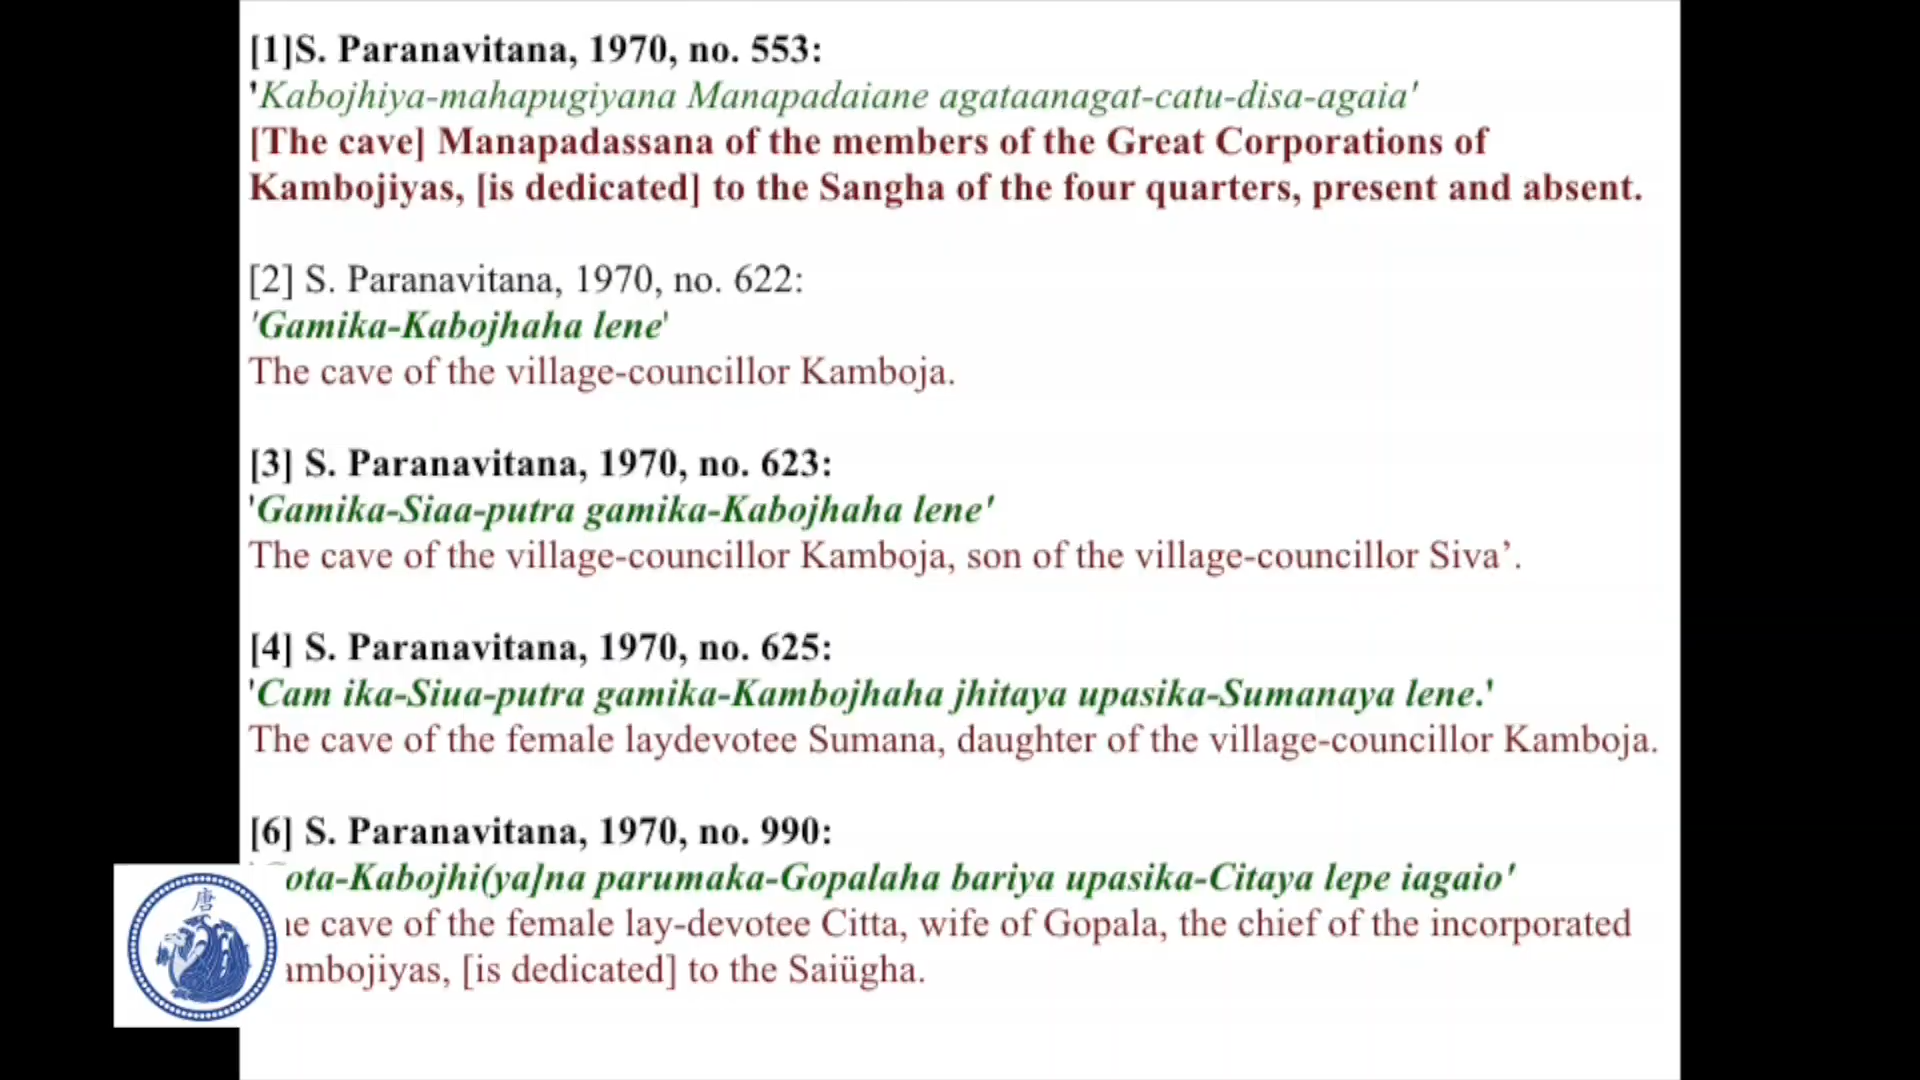 [1]S. Paranavitana, 1970, no. 553:
'Kabojhiya-mahapugiyana Manapadaiane agataanagat-catu-disa-agaia'
[The cave] Manapadassana of the members of the Great Corporations of
Kambojiyas, [is dedicated] to the Sangha of the four quarters, present and absent.
[2] S. Paranavitana, 1970, no. 622:
'Gamika-Kabojhaha lene'
The cave of the village-councillor Kamboja.
[3] S. Paranavitana, 1970, no. 623:
'Gamika-Siaa-putra gamika-Kabojhaha lene'
The cave of the village-councillor Kamboja, son of the village-councillor Siva’.
[4] S. Paranavitana, 1970, no. 625:
'Cam ika-Siua-putra gamika-Kambojhaha jhitaya upasika-Sumanaya lene.'
The cave of the female laydevotee Sumana, daughter of the village-councillor Kamboja.
[6] S. Paranavitana, 1970, no. 990:
ota-Kabojhi(ya]na parumaka-Gopalaha bariya upasika-Citaya lepe iagaio'
cave of the female lay-devotee Citta, wife of Gopala, the chief of the incorporated
ambojiyas, [is dedicated] to the Saiügha.
唐